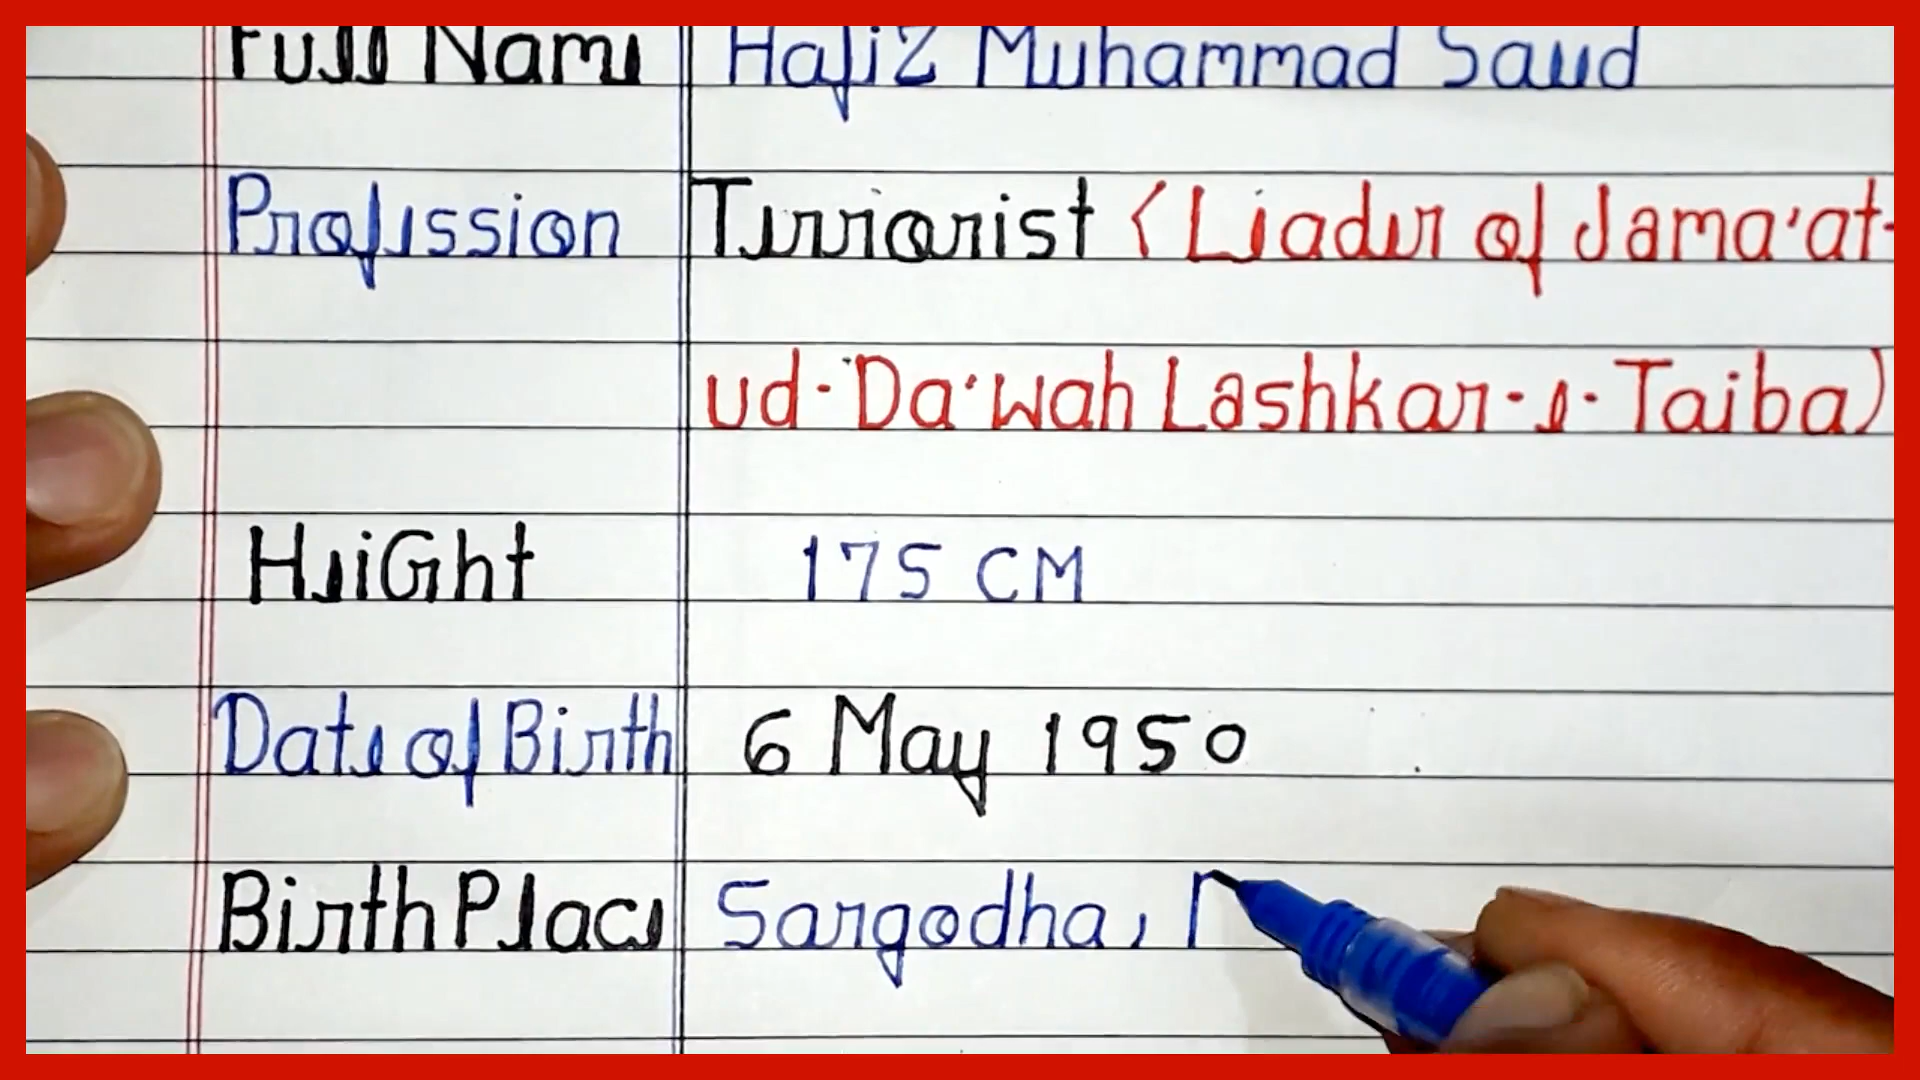 Full Name Hafiz Muhammad Saud
Profession Terriorist (Leader of Jama'at-
ud-Da'wah Lashkar-e-Taiba)
HeiGht 175 CM
Date of Birth 6 May 1950
Birth Place Sargodha,